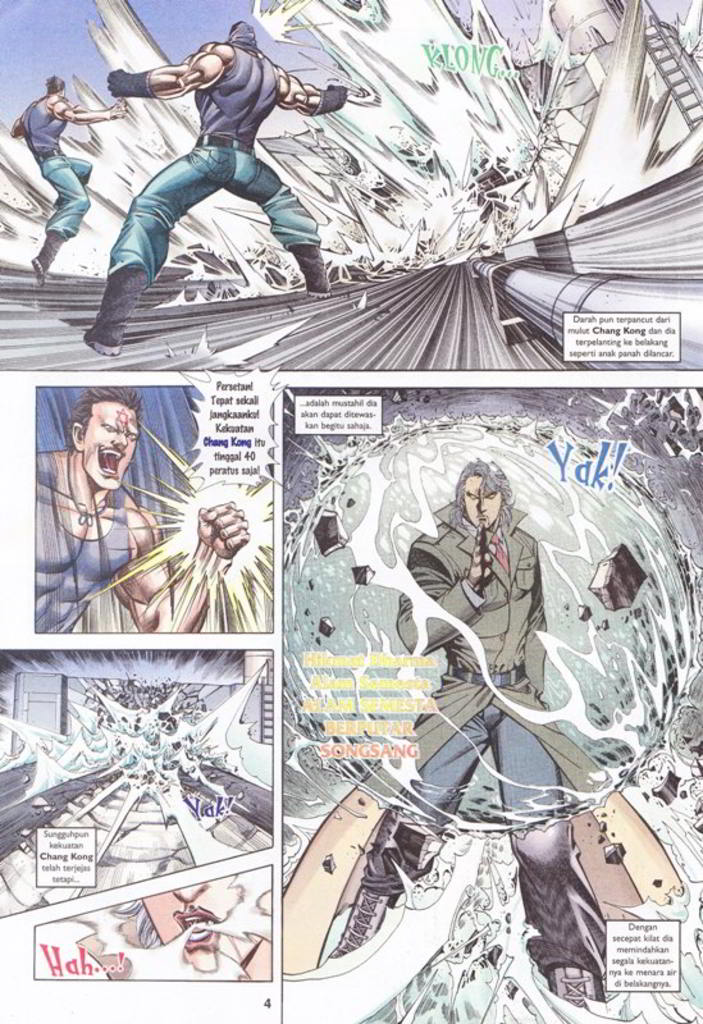 KLONG...
Darah pun terpancut dari
mulut Chang Kong dan dia
terpelanting ke belakang
seperti anak panah dilancar.
Persetan!
Tepat sekali
jangkaanku!
Kekuatan
Chang Kong itu
tinggal 40
peratus saja!
Sungguhpun
kekuatan
Chang Kong
telah terjejas
tetapi...
Yak!
Hah...!
...adalah mustahil dia
akan dapat ditewas-
kan begitu sahaja.
Yak!
Hikmat Dharma
Alam Semesta
ALAM SEMESTA
BERPUTAR
SONGSANG
Dengan
secepat kilat dia
memindahkan
segala kekuatan-
nya ke menara air
di belakangnya.
4